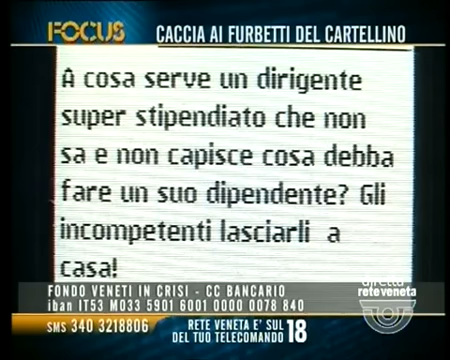 FOCUS
CACCIA AI FURBETTI DEL CARTELLINO
A cosa serve un dirigente
super stipendiato che non
sa e non capisce cosa debba
fare un suo dipendente? Gli
incompetenti lasciarli a
casa!
diretta
reteveneta
FONDO VENETI IN CRISI - CC BANCARIO
iban IT53 M033 5901 6001 0000 0078 840
SMS 340 3218806
RETE VENETA E' SUL
DEL TUO TELECOMANDO 18